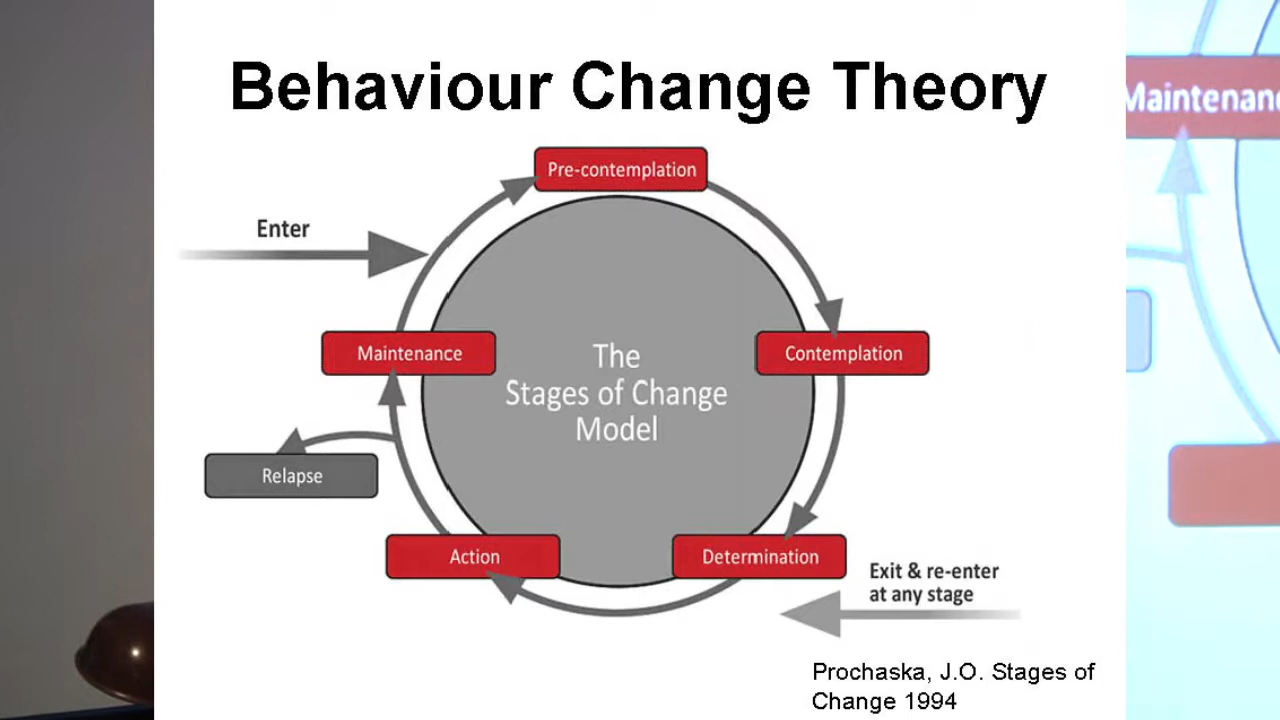 Behaviour Change Theory
Pre-contemplation
Enter
Maintenance
Contemplation
The
Stages of Change
Model
Relapse
Action
Determination
Exit & re-enter
at any stage
Prochaska, J.O. Stages of
Change 1994
Maintenanc